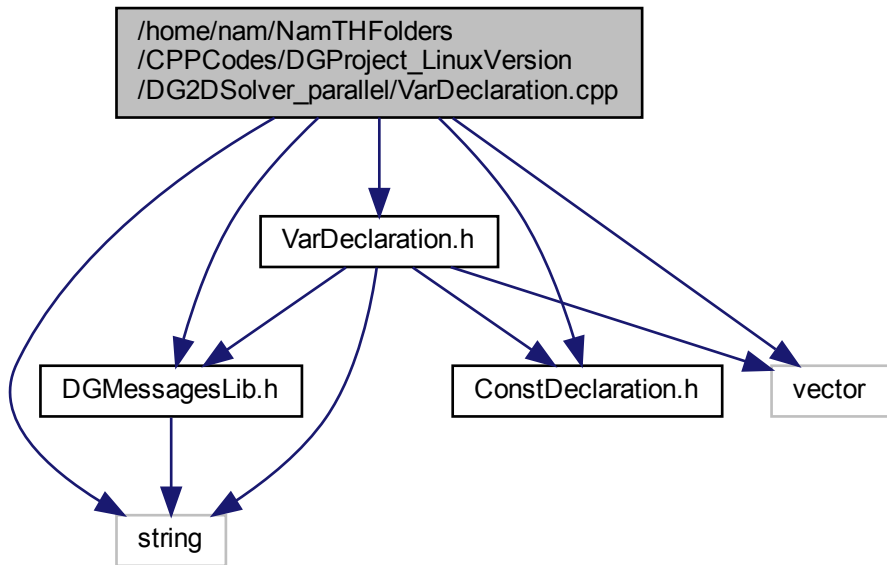 /home/nam/NamTHFolders
/CPPCodes/DGProject_LinuxVersion
/DG2DSolver_parallel/VarDeclaration.cpp
VarDeclaration.h
DGMessagesLib.h
ConstDeclaration.h
vector
string